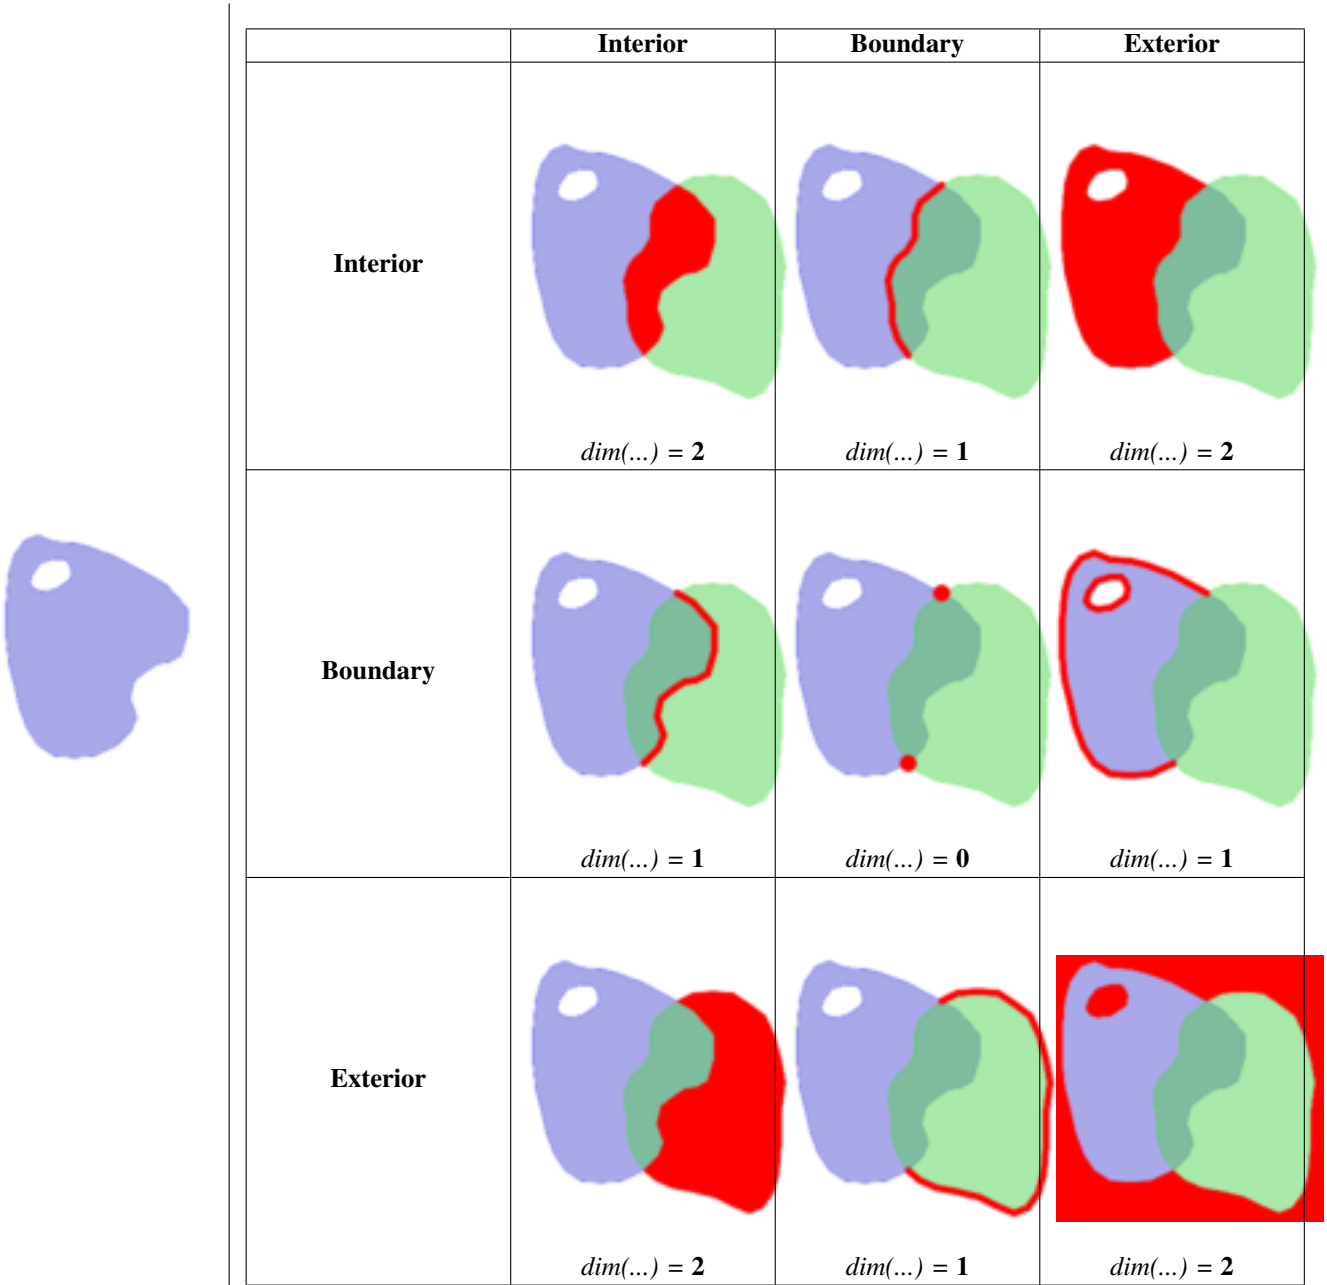 Interior Boundary Exterior
Interior
dim(...) = 2 dim(...) = 1 dim(...) = 2
Boundary
dim(...) = 1 dim(...) = 0 dim(...) = 1
Exterior
dim(...) = 2 dim(...) = 1 dim(...) = 2